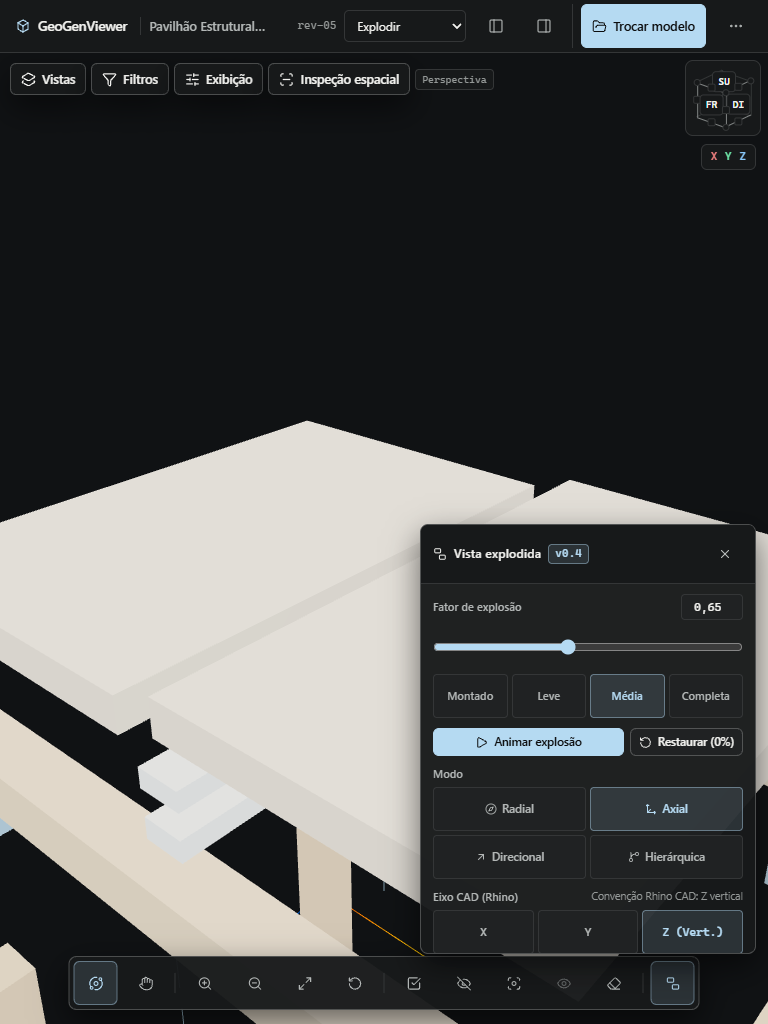 GeoGenViewer
Pavilhão Estrutural...
rev-05
Explodir
Trocar modelo
Vistas
Filtros
Exibição
Inspeção espacial
Perspectiva
SU
FR
DI
X Y Z
Vista explodida
v0.4
Fator de explosão
0,65
Montado
Leve
Média
Completa
Animar explosão
Restaurar (0%)
Modo
Radial
Axial
Direcional
Hierárquica
Eixo CAD (Rhino)
Convenção Rhino CAD: Z vertical
X
Y
Z (Vert.)